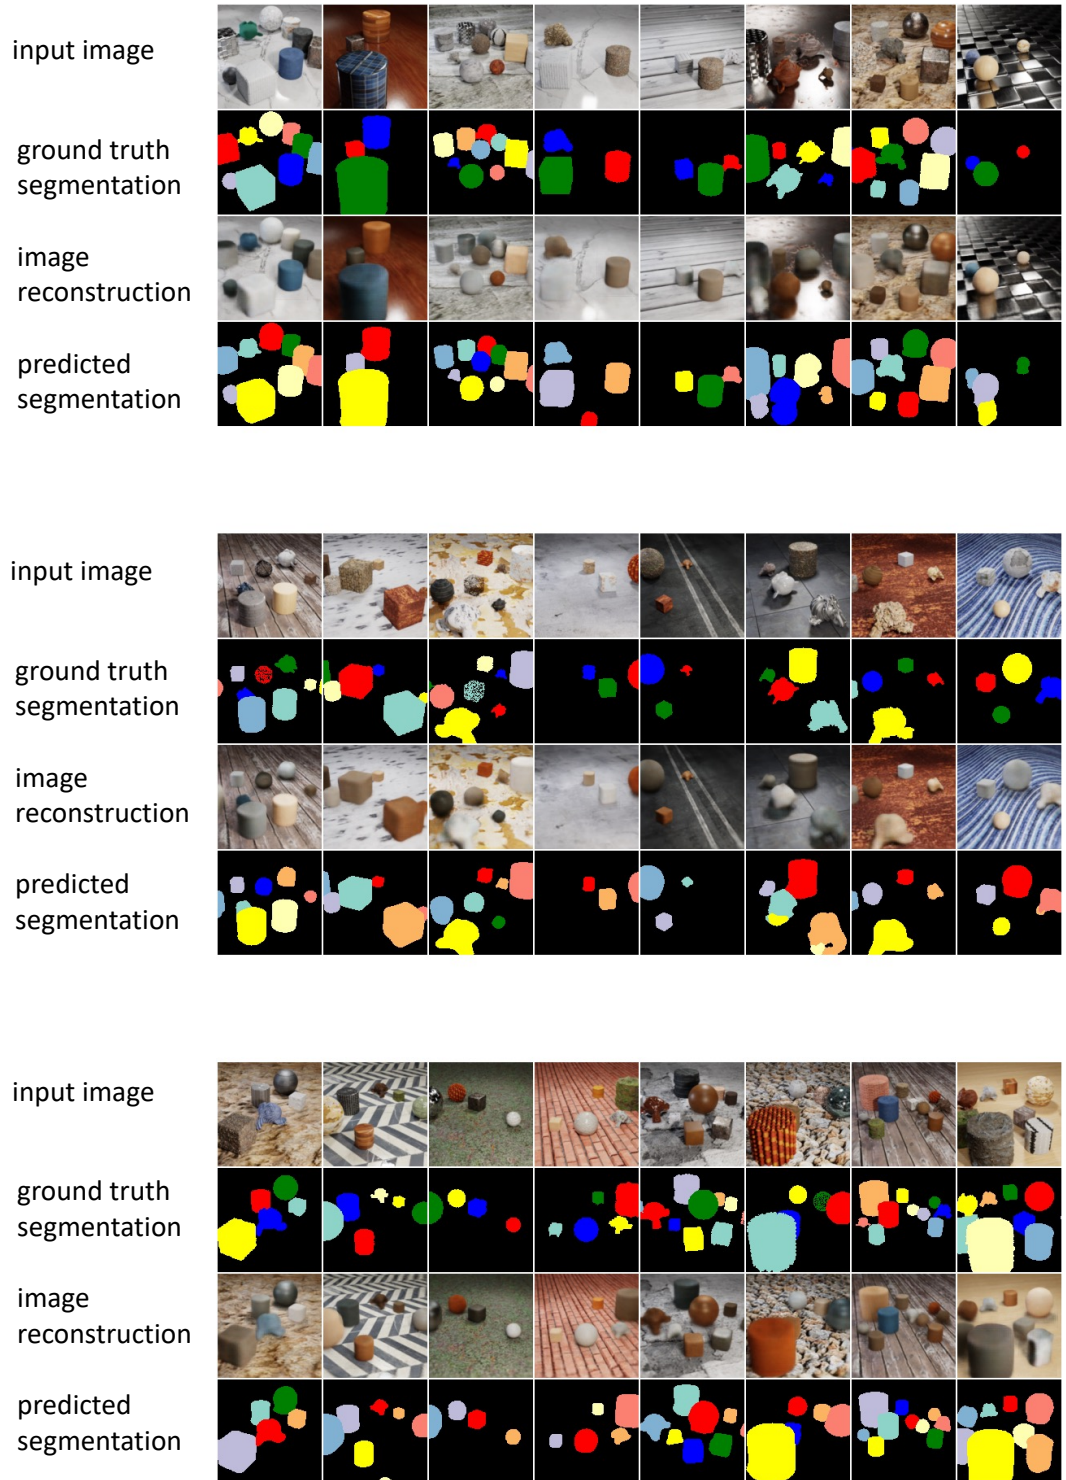 input image
ground truth
segmentation
image
reconstruction
predicted
segmentation
input image
ground truth
segmentation
image
reconstruction
predicted
segmentation
input image
ground truth
segmentation
image
reconstruction
predicted
segmentation